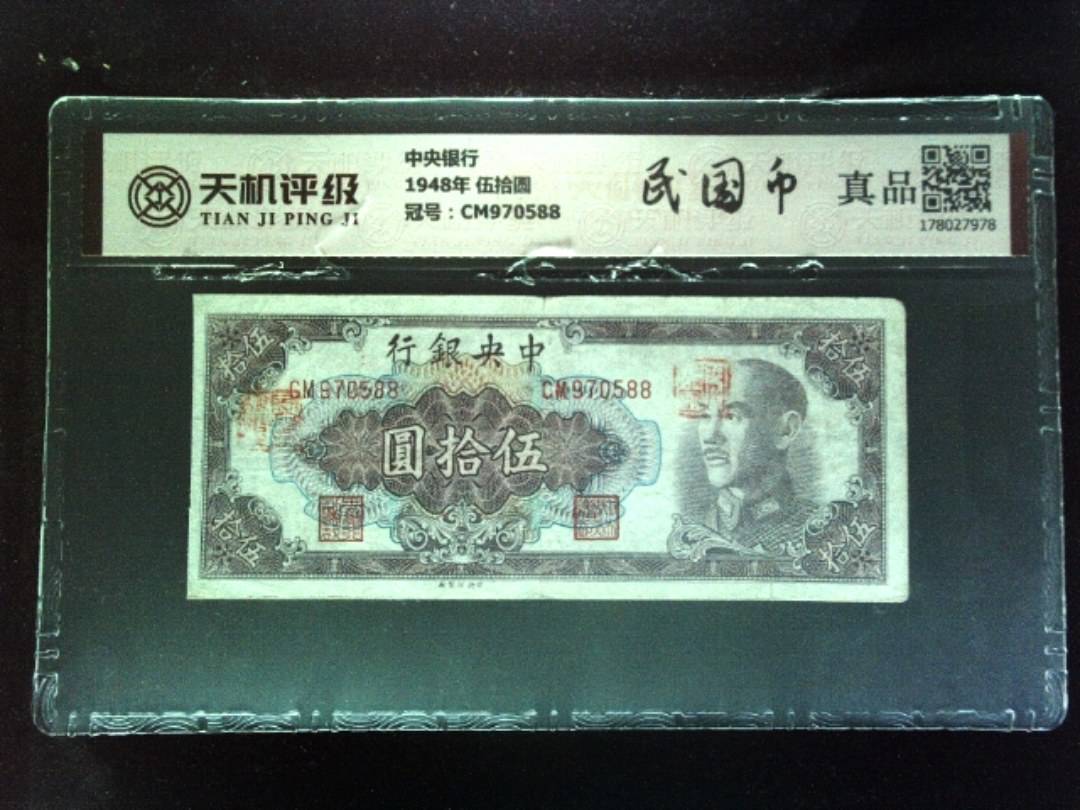 天机评级
TIAN JI PING JI
中央银行
1948年 伍拾圆
冠号：CM970588
民国币
真品
178027978
伍拾
行銀央中
拾伍
CM970588
CM970588
圓拾伍
拾伍
拾伍